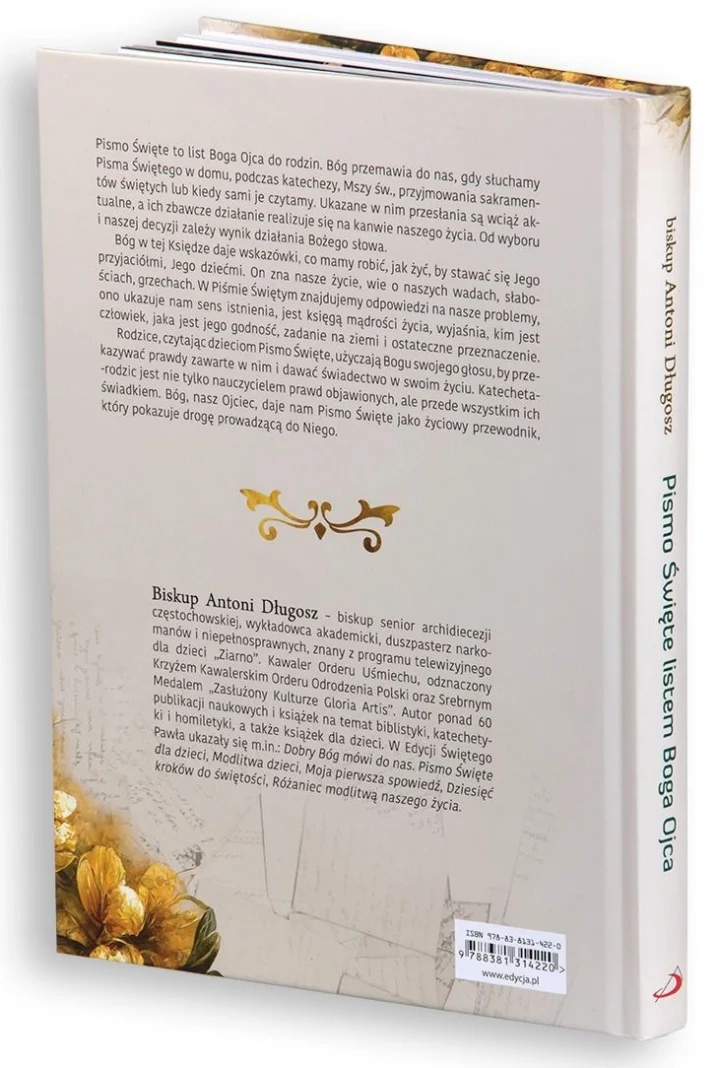 Pismo Święte to list Boga Ojca do rodzin. Bóg przemawia do nas, gdy słuchamy
Pisma Świętego w domu, podczas katechezy, Mszy św., przyjmowania sakramen-
tów świętych lub kiedy sami je czytamy. Ukazane w nim przesłania są wciąż ak-
tualne, a ich zbawcze działanie realizuje się na kanwie naszego życia. Od wyboru
i naszej decyzji zależy wynik działania Bożego słowa.
Bóg w tej Księdze daje wskazówki, co mamy robić, jak żyć, by stawać się Jego
przyjaciółmi, Jego dziećmi. On zna nasze życie, wie o naszych wadach, słabo-
ściach, grzechach. W Piśmie Świętym znajdujemy odpowiedzi na nasze problemy,
ono ukazuje nam sens istnienia, jest księgą mądrości życia, wyjaśnia, kim jest
człowiek, jaka jest jego godność, zadanie na ziemi i ostateczne przeznaczenie.
Rodzice, czytając dzieciom Pismo Święte, użyczają Bogu swojego głosu, by prze-
kazywać prawdy zawarte w nim i dawać świadectwo w swoim życiu. Katecheta-
-rodzic jest nie tylko nauczycielem prawd objawionych, ale przede wszystkim ich
świadkiem. Bóg, nasz Ojciec, daje nam Pismo Święte jako życiowy przewodnik,
który pokazuje drogę prowadzącą do Niego.
Biskup Antoni Długosz – biskup senior archidiecezji
częstochowskiej, wykładowca akademicki, duszpasterz narko-
manów i niepełnosprawnych, znany z programu telewizyjnego
dla dzieci „Ziarno”. Kawaler Orderu Uśmiechu, odznaczony
Krzyżem Kawalerskim Orderu Odrodzenia Polski oraz Srebrnym
Medalem „Zasłużony Kulturze Gloria Artis”. Autor ponad 60
publikacji naukowych i książek na temat biblistyki, katechety-
ki i homiletyki, a także książek dla dzieci. W Edycji Świętego
Pawła ukazały się m.in.: Dobry Bóg mówi do nas. Pismo Święte
dla dzieci, Modlitwa dzieci, Moja pierwsza spowiedź, Dziesięć
kroków do świętości, Różaniec modlitwą naszego życia.
ISBN 978-83-8131-422-0
9 788381 314220 >
www.edycja.pl
biskup Antoni Długosz
Pismo Święte listem Boga Ojca